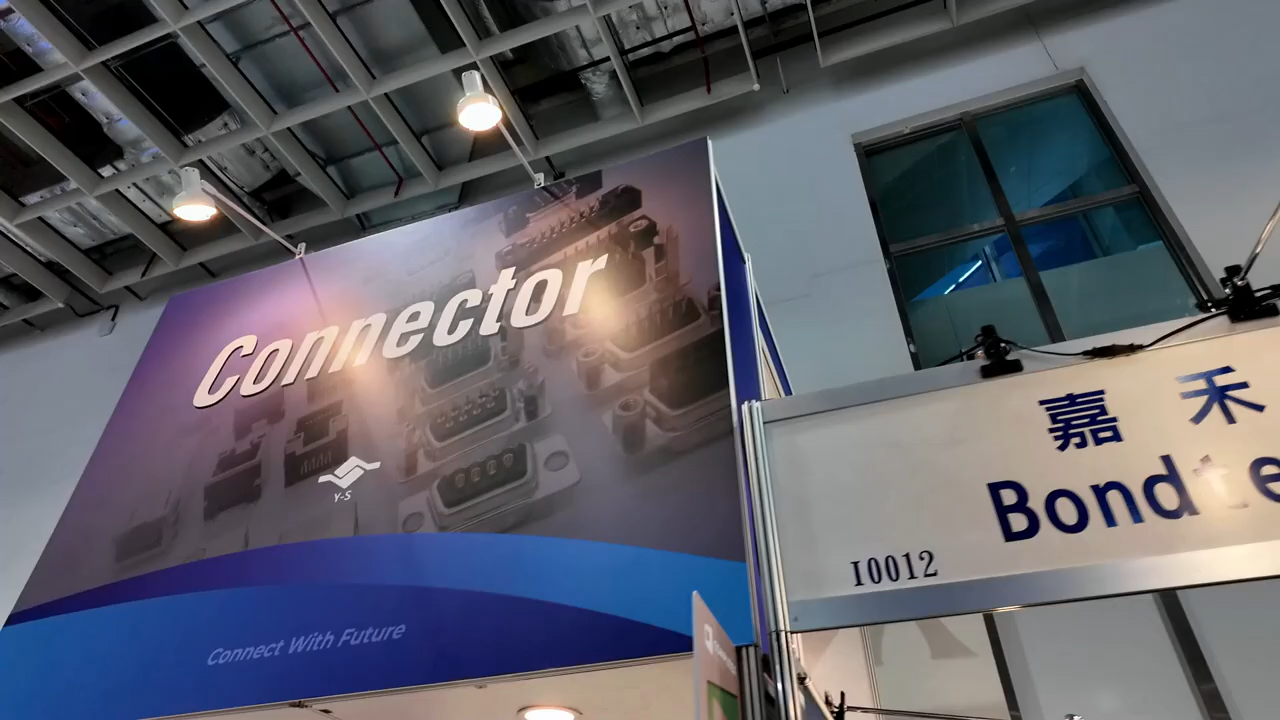 Connector
Y-S
Connect With Future
嘉 禾
Bondte
I0012